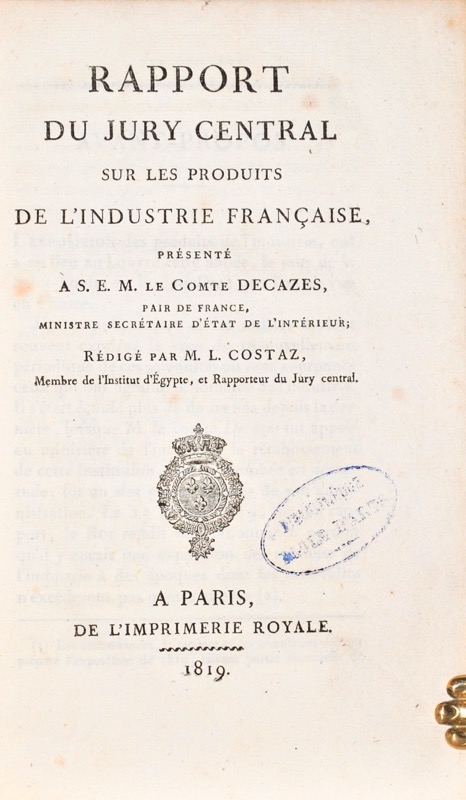 RAPPORT
DU JURY CENTRAL
SUR LES PRODUITS
DE L'INDUSTRIE FRANÇAISE,
PRÉSENTÉ
À S. E. M. LE COMTE DECAZES,
PAIR DE FRANCE,
MINISTRE SECRÉTAIRE D'ÉTAT DE L'INTÉRIEUR;
RÉDIGÉ PAR M. L. COSTAZ,
Membre de l'Institut d'Égypte, et Rapporteur du Jury central.
A PARIS,
DE L'IMPRIMERIE ROYALE.
1819.